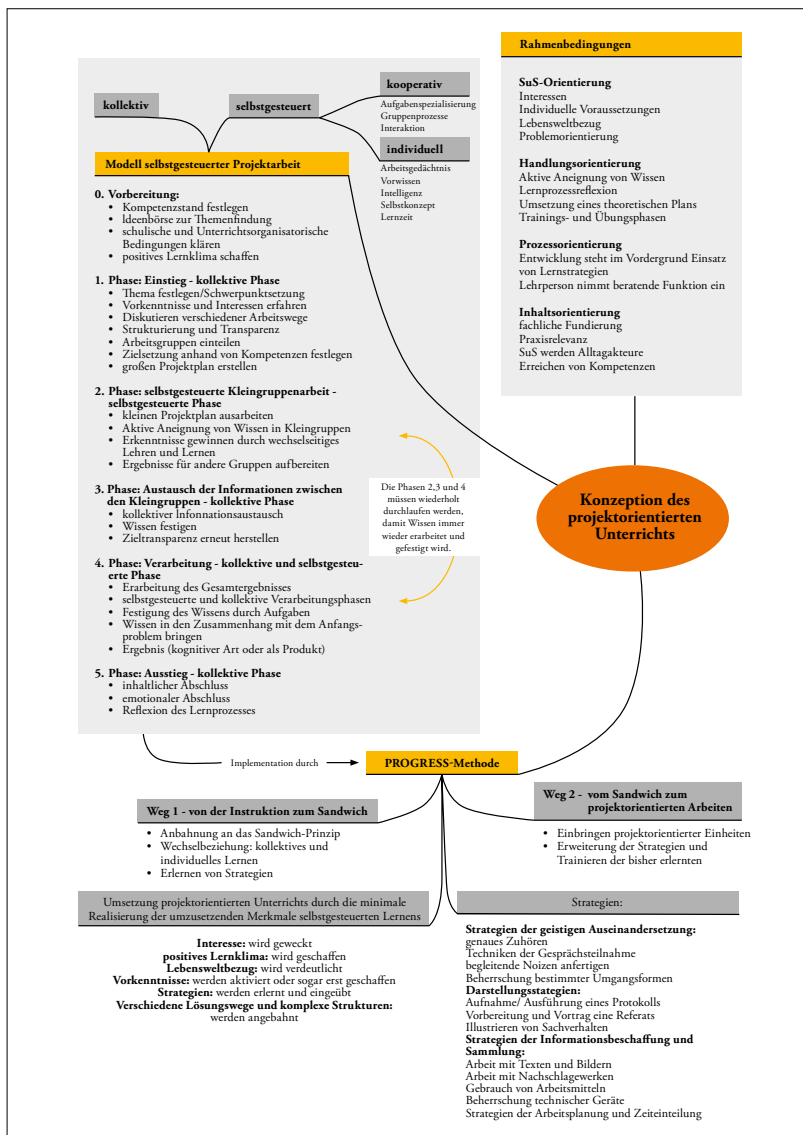 kollektiv
selbstgesteuert
kooperativ
Aufgabenspezialisierung
Gruppenprozesse
Interaktion
individuell
Arbeitsgedächtnis
Vorwissen
Intelligenz
Selbstkonzept
Lernzeit
Modell selbstgesteuerter Projektarbeit
0. Vorbereitung:
• Kompetenzstand festlegen
• ldeenbörse zur Themenfindung
• schulische und Unterrichtsorganisatorische
Bedingungen klären
• positives Lernklima schaffen
1. Phase: Einstieg - kollektive Phase
• Thema festlegen/Schwerpunktsetzung
• Vorkenntnisse und Interessen erfahren
• Diskutieren verschiedener Arbeitswege
• Strukturierung und Transparenz
• Arbeitsgruppen einteilen
• Zielsetzung anhand von Kompetenzen festlegen
• großen Projektplan erstellen
2. Phase: selbstgesteuerte Kleingruppenarbeit -
selbstgesteuerte Phase
• kleinen Projektplan ausarbeiten
• Aktive Aneignung von Wissen in Kleingruppen
• Erkenntnisse gewinnen durch wechselseitiges
Lehren und Lernen
• Ergebnisse für andere Gruppen aufbereiten
3. Phase: Austausch der Informationen zwischen
den Kleingruppen - kollektive Phase
• kollektiver lnfonnationsaustausch
• Wissen festigen
• Zieltransparenz erneut herstellen
4. Phase: Verarbeitung - kollektive und selbstgesteu-
erte Phase
• Erarbeitung des Gesamtergebnisses
• selbstgesteuerte und kollektive Verarbeitungsphasen
• Festigung des Wissens durch Aufgaben
• Wissen in den Zusammenhang mit dem Anfangs-
problem bringen
• Ergebnis (kognitiver Art oder als Produkt)
5. Phase: Ausstieg - kollektive Phase
• inhaltlicher Abschluss
• emotionaler Abschluss
• Reflexion des Lernprozesses
Die Phasen 2,3 und 4
müssen wiederholt
durchlaufen werden,
damit Wissen immer
wieder erarbeitet und
gefestigt wird.
Rahmenbedingungen
SuS-Orientierung
Interessen
Individuelle Voraussetzungen
Lebensweltbezug
Problemorientierung
Handlungsorientierung
Aktive Aneignung von Wissen
Lernprozessreflexion
Umsetzung eines theoretischen Plans
Trainings- und Übungsphasen
Prozessorientierung
Entwicklung steht im Vordergrund Einsatz
von Lernstrategien
Lehrperson nimmt beratende Funktion ein
Inhaltsorientierung
fachliche Fundierung
Praxisrelevanz
SuS werden Alltagakteure
Erreichen von Kompetenzen
Konzeption des
projektorientierten
Unterrichts
Implementation durch
PROGRESS-Methode
Weg 1 - von der Instruktion zum Sandwich
• Anbahnung an das Sandwich-Prinzip
• Wechselbeziehung: kollektives und
individuelles Lernen
• Erlernen von Strategien
Weg 2 - vom Sandwich zum
projektorientierten Arbeiten
• Einbringen projektorientierter Einheiten
• Erweiterung der Strategien und
Trainieren der bisher erlernten
Umsetzung projektorientierten Unterrichts durch die minimale
Realisierung der umzusetzenden Merkmale selbstgesteuerten Lernens
Interesse: wird geweckt
positives Lernklima: wird geschaffen
Lebensweltbezug: wird verdeutlicht
Vorkenntnisse: werden aktiviert oder sogar erst geschaffen
Strategien: werden erlernt und eingeübt
Verschiedene Lösungswege und komplexe Strukturen:
werden angebahnt
Strategien:
Strategien der geistigen Auseinandersetzung:
genaues Zuhören
Techniken der Gesprächsteilnahme
begleitende Noizen anfertigen
Beherrschung bestimmter Umgangsformen
Darstellungsstategien:
Aufnahme/ Ausführung eines Protokolls
Vorbereitung und Vortrag eine Referats
Illustrieren von Sachverhalten
Strategien der Informationsbeschaffung und
Sammlung:
Arbeit mit Texten und Bildern
Arbeit mit Nachschlagewerken
Gebrauch von Arbeitsmitteln
Beherrschung technischer Geräte
Strategien der Arbeitsplanung und Zeiteinteilung